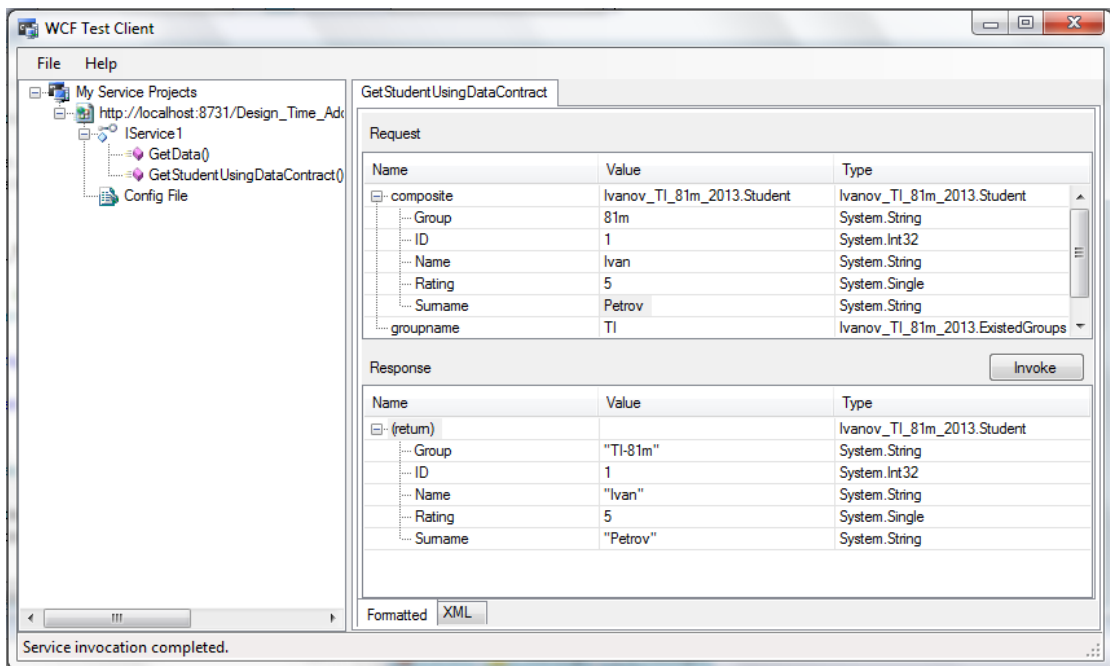 WCF Test Client
File Help
My Service Projects
http://localhost:8731/Design_Time_Add
IService1
GetData()
GetStudentUsingDataContract()
Config File
GetStudentUsingDataContract
Request
Name Value Type
composite Ivanov_TI_81m_2013.Student Ivanov_TI_81m_2013.Student
Group 81m System.String
ID 1 System.Int32
Name Ivan System.String
Rating 5 System.Single
Surname Petrov System.String
groupname TI Ivanov_TI_81m_2013.ExistedGroups
Response Invoke
Name Value Type
(return) Ivanov_TI_81m_2013.Student
Group "TI-81m" System.String
ID 1 System.Int32
Name "Ivan" System.String
Rating 5 System.Single
Surname "Petrov" System.String
Formatted XML
Service invocation completed.